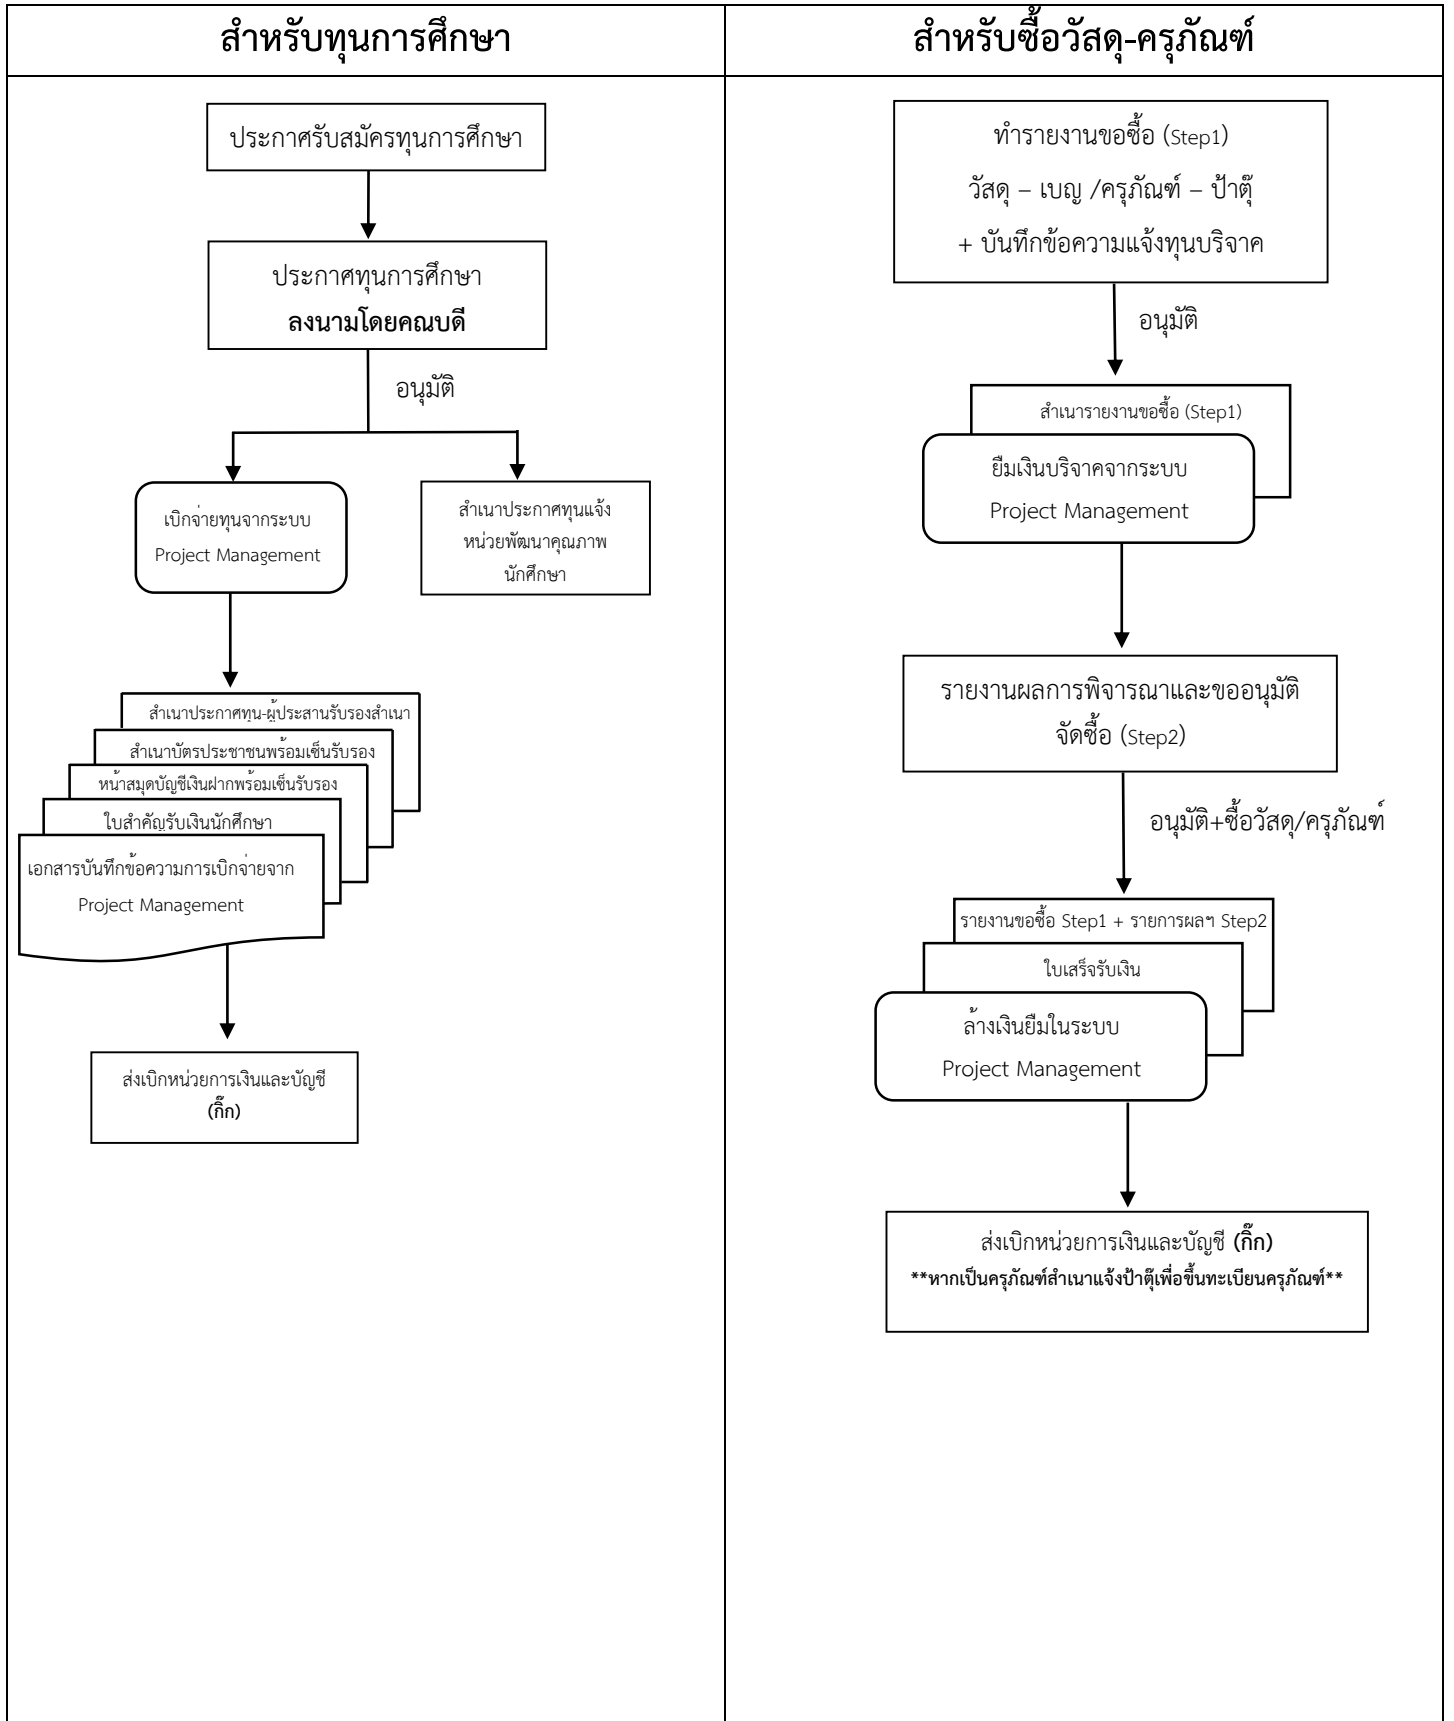 สำหรับทุนการศึกษา
ประกาศรับสมัครทุนการศึกษา
ประกาศทุนการศึกษา
ลงนามโดยคณบดี
อนุมัติ
เบิกจ่ายทุนจากระบบ
Project Management
สำเนาประกาศทุนแจ้ง
หน่วยพัฒนาคุณภาพ
นักศึกษา
สำเนาประกาศทุน-ผู้ประสานรับรองสำเนา
สำเนาบัตรประชาชนพร้อมเซ็นรับรอง
หน้าสมุดบัญชีเงินฝากพร้อมเซ็นรับรอง
ใบสำคัญรับเงินนักศึกษา
เอกสารบันทึกข้อความการเบิกจ่ายจาก
Project Management
ส่งเบิกหน่วยการเงินและบัญชี
(กิ๊ก)
สำหรับซื้อวัสดุ-ครุภัณฑ์
ทำรายงานขอซื้อ (Step1)
วัสดุ – เบญ /ครุภัณฑ์ – ป้าตุ๊
+ บันทึกข้อความแจ้งทุนบริจาค
อนุมัติ
สำเนารายงานขอซื้อ (Step1)
ยืมเงินบริจาคจากระบบ
Project Management
รายงานผลการพิจารณาและขออนุมัติ
จัดซื้อ (Step2)
อนุมัติ+ซื้อวัสดุ/ครุภัณฑ์
รายงานขอซื้อ Step1 + รายการผลฯ Step2
ใบเสร็จรับเงิน
ล้างเงินยืมในระบบ
Project Management
ส่งเบิกหน่วยการเงินและบัญชี (กิ๊ก)
**หากเป็นครุภัณฑ์สำเนาแจ้งป้าตุ๊เพื่อขึ้นทะเบียนครุภัณฑ์**